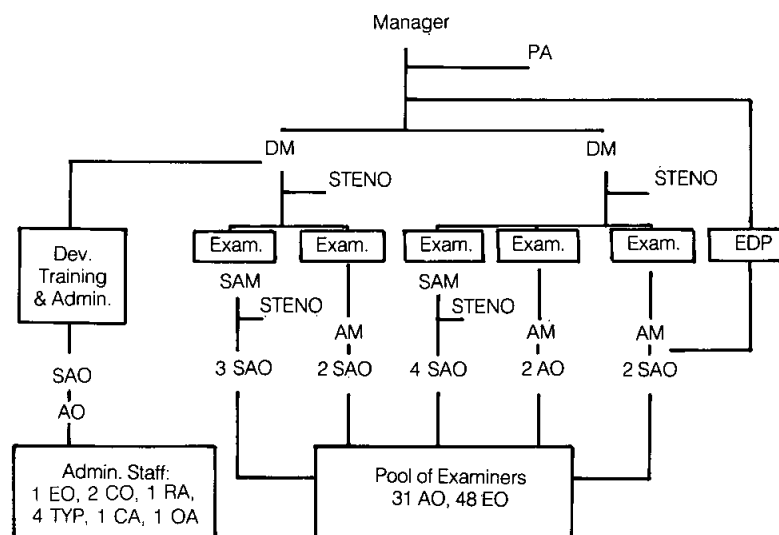 Manager
PA
DM
DM
STENO
STENO
Exam.
Exam.
Exam.
Exam.
Exam.
EDP
Dev.
Training
& Admin.
SAM
SAM
STENO
STENO
AM
AM
AM
3 SAO
2 SAO
4 SAO
2 AO
2 SAO
SAO
AO
Admin. Staff:
1 EO, 2 CO, 1 RA,
4 TYP, 1 CA, 1 OA
Pool of Examiners
31 AO, 48 EO